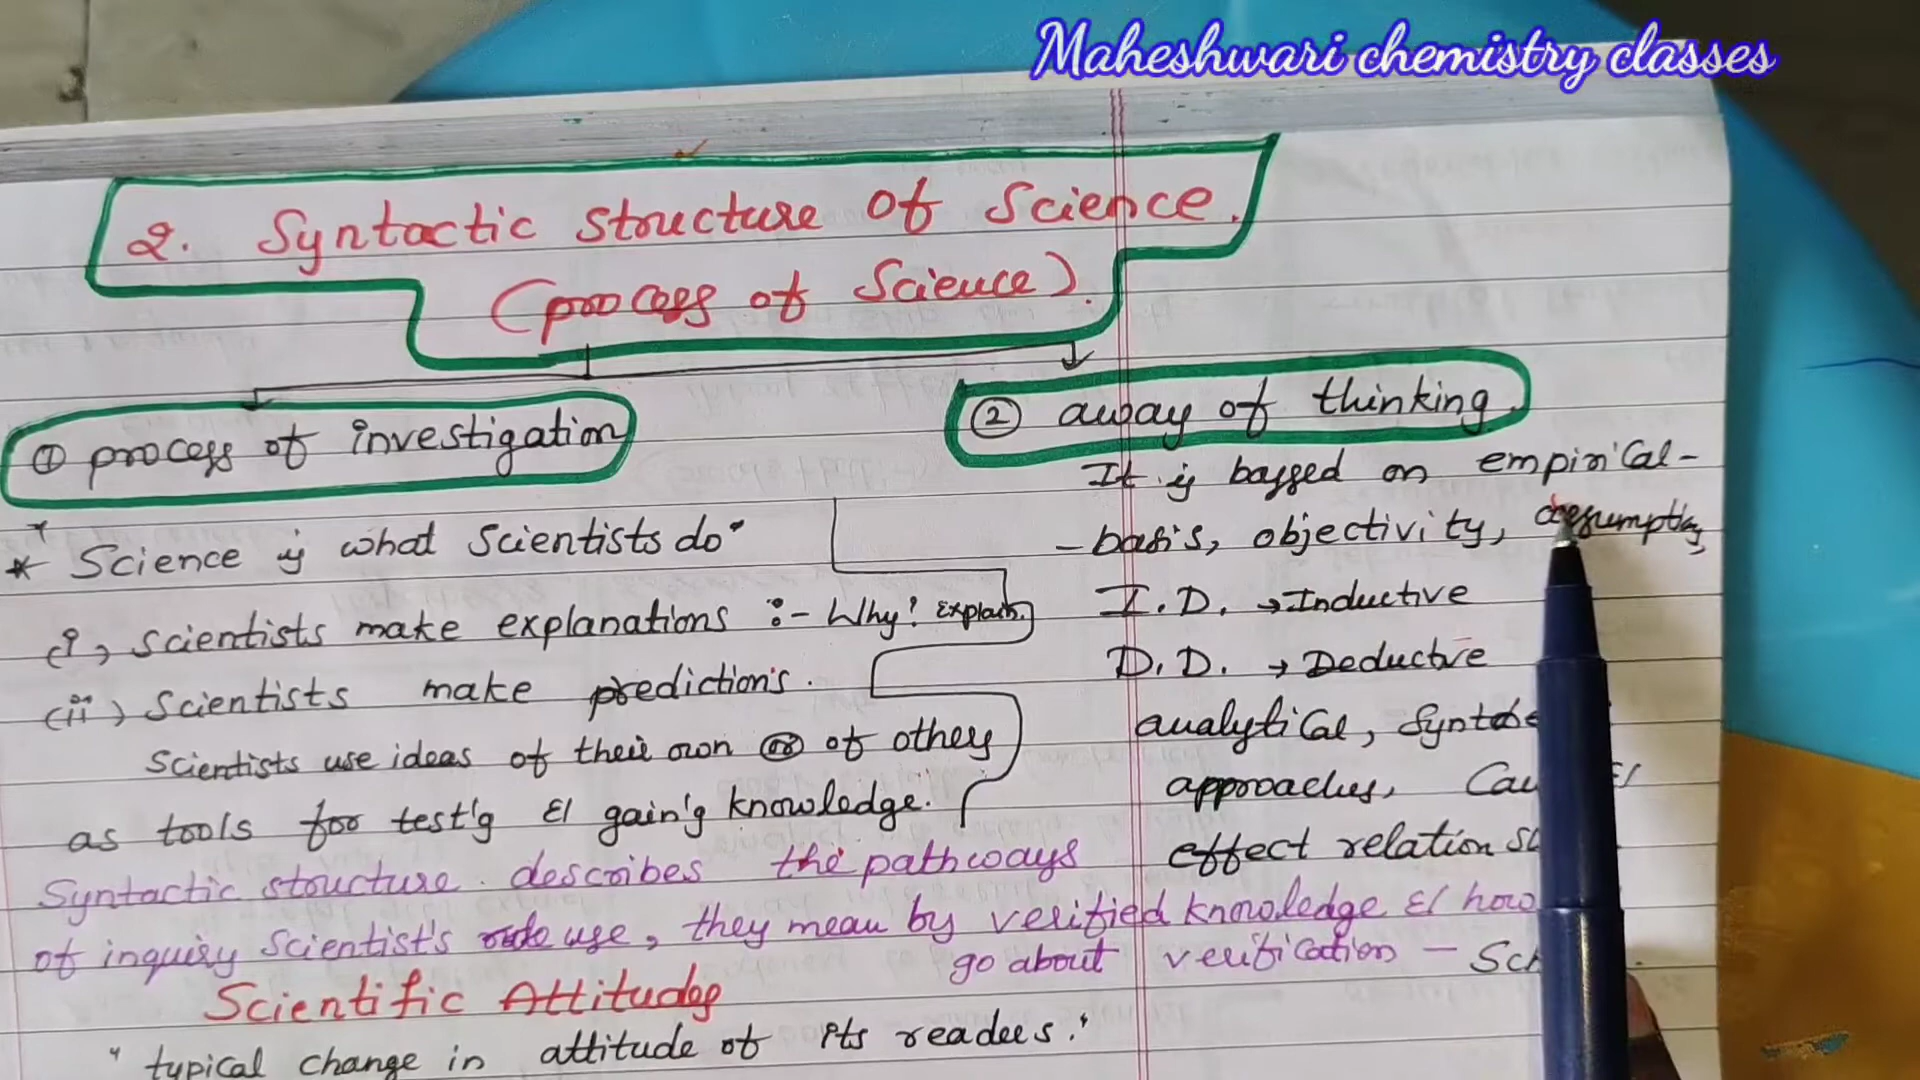 Maheshwari chemistry classes
2. Syntactic structure of Science.
(process of Science).
① process of investigation
* Science is what Scientists do"
(i) scientists make explanations :- Why? Explain.
(ii) Scientists make predictions.
Scientists use ideas of their own or of others
as tools for test'g & gain'g knowledge.
② away of thinking.
It is bassed on empirical-
- basis, objectivity,
I.D. → Inductive
D.D. → Deductive
analytical,
approaches,
effect relation
Syntactic structure. describes the pathways
of inquiry Scientist's use, they mean by verified knowledge & how
go about verification -
Scientific Attitudes
" typical change in attitude of its readers."